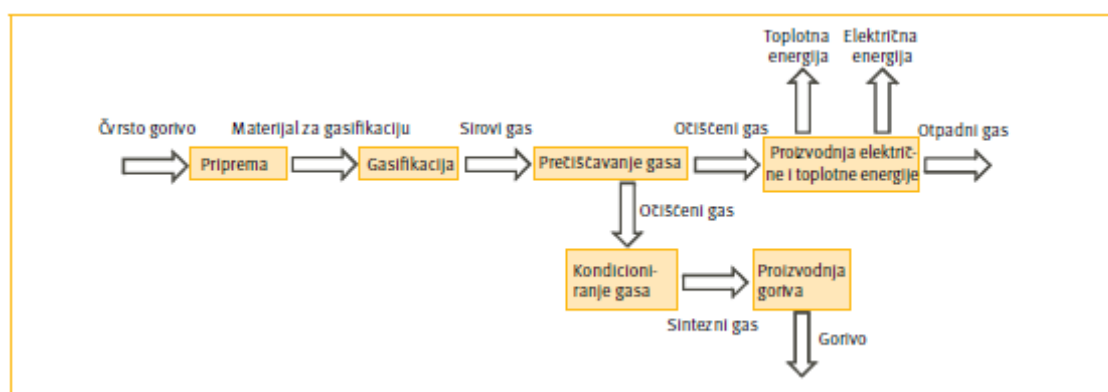 Toplotna
energija
Električna
energija
Čvrsto gorivo
Materijal za gasifikaciju
Sirovi gas
Očišćeni gas
Otpadni gas
Priprema
Gasifikacija
Prečišćavanje gasa
Proizvodnja električ-
ne i toplotne energije
Očišćeni gas
Kondicioni-
ranje gasa
Proizvodnja
goriva
Sintezni gas
Gorivo